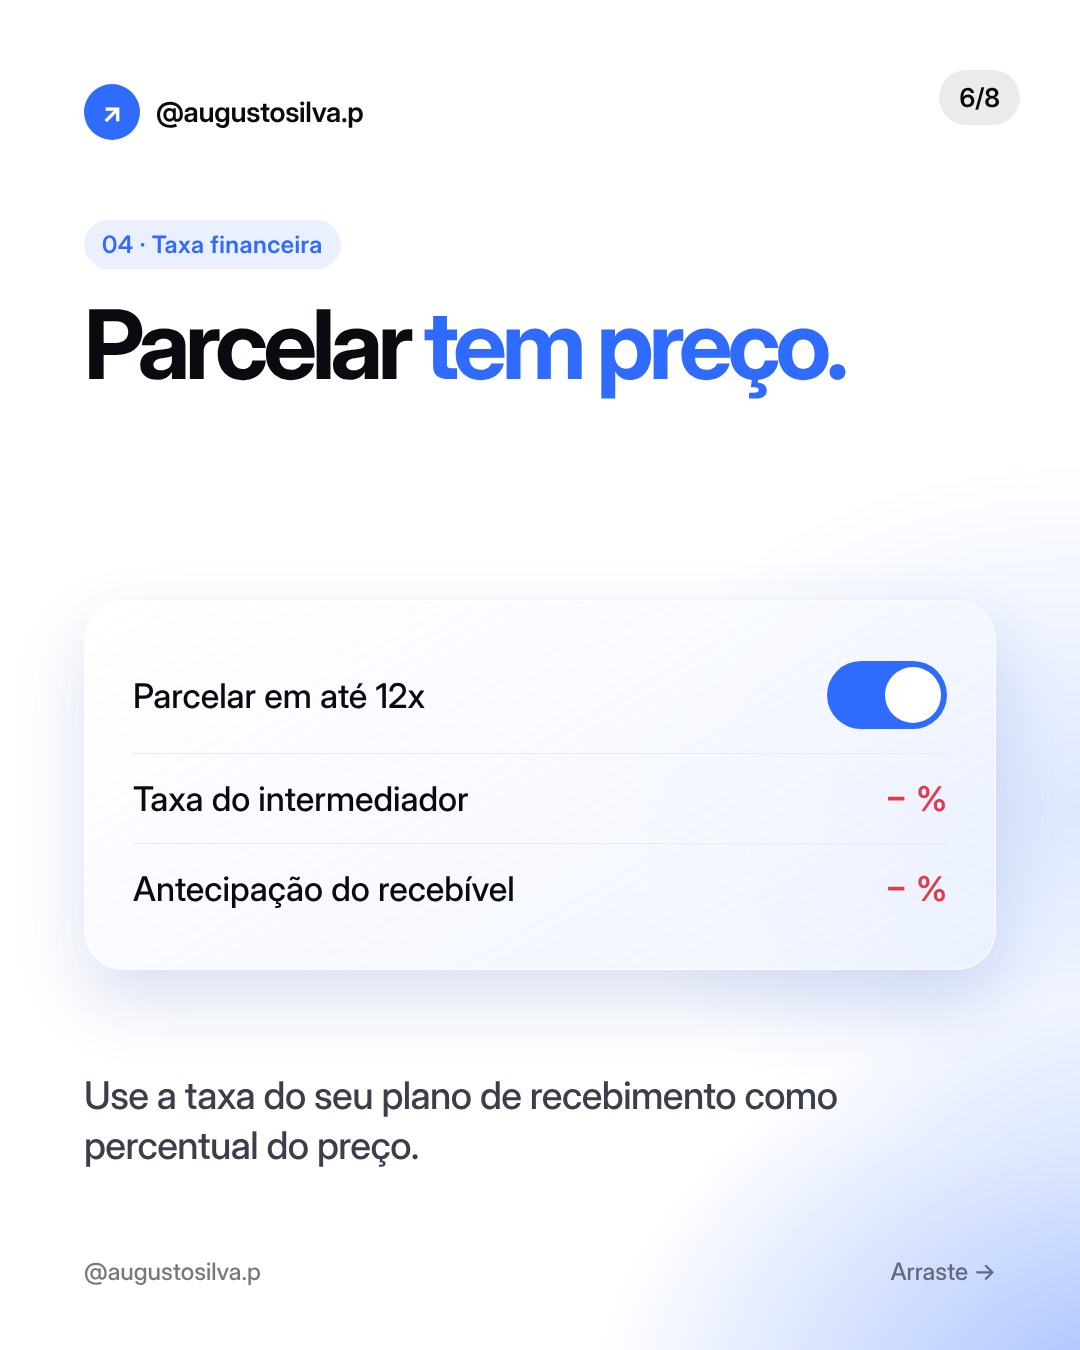 @augustosilva.p
6/8
04 · Taxa financeira
Parcelar tem preço.
Parcelar em até 12x
Taxa do intermediador
– %
Antecipação do recebível
– %
Use a taxa do seu plano de recebimento como
percentual do preço.
@augustosilva.p
Arraste →